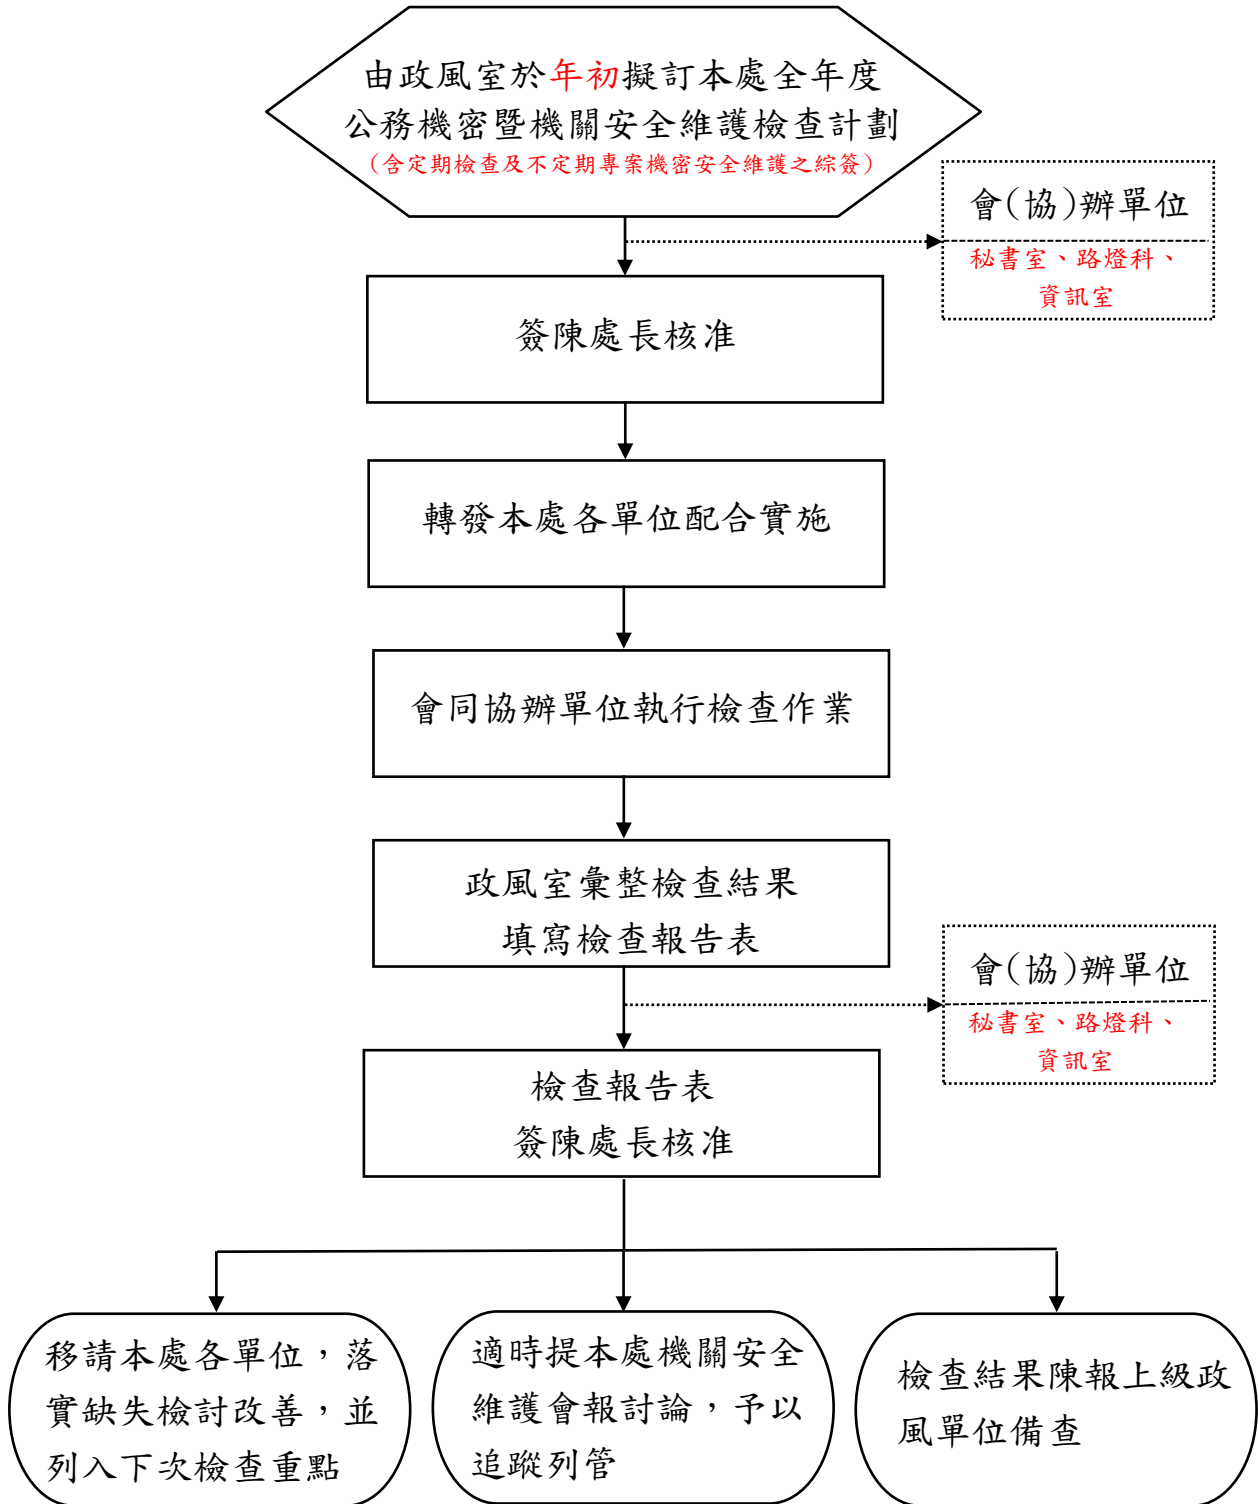 由政風室於年初擬訂本處全年度
公務機密暨機關安全維護檢查計劃
(含定期檢查及不定期專案機密安全維護之綜簽)
會(協)辦單位
秘書室、路燈科、
資訊室
簽陳處長核准
轉發本處各單位配合實施
會同協辦單位執行檢查作業
政風室彙整檢查結果
填寫檢查報告表
會(協)辦單位
秘書室、路燈科、
資訊室
檢查報告表
簽陳處長核准
移請本處各單位，落
實缺失檢討改善，並
列入下次檢查重點
適時提本處機關安全
維護會報討論，予以
追蹤列管
檢查結果陳報上級政
風單位備查